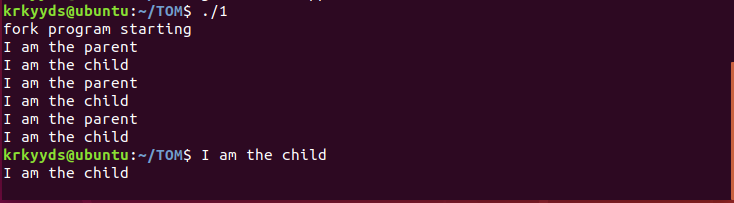 krkyyds@ubuntu:~/TOM$ ./1
fork program starting
I am the parent
I am the child
I am the parent
I am the child
I am the parent
I am the child
krkyyds@ubuntu:~/TOM$ I am the child
I am the child